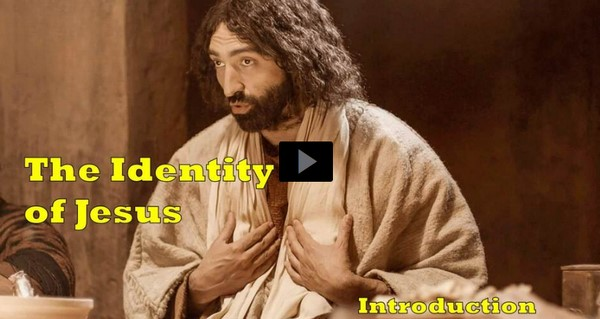 The Identity
of Jesus
Introduction